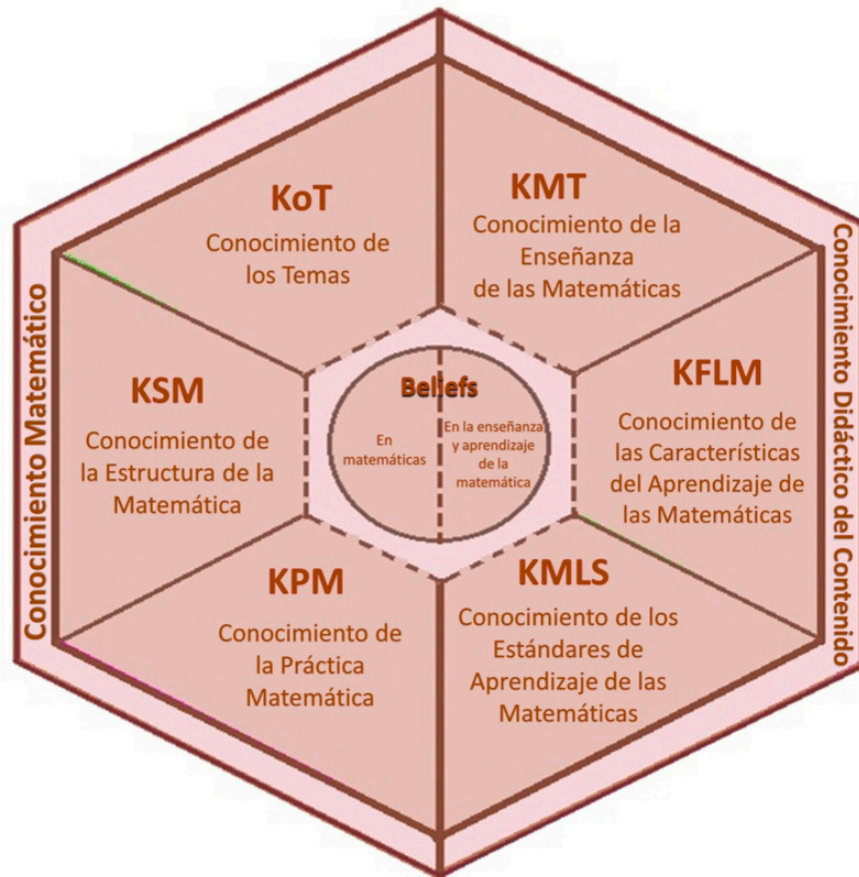 Conocimiento Matemático
KoT
Conocimiento de
los Temas
KMT
Conocimiento de la
Enseñanza
de las Matemáticas
KSM
Conocimiento de
la Estructura de la
Matemática
Beliefs
En
matemáticas
En la enseñanza
y aprendizaje
de la
matemática
KFLM
Conocimiento de
las Características
del Aprendizaje de
las Matemáticas
KPM
Conocimiento de
la Práctica
Matemática
KMLS
Conocimiento de los
Estándares de
Aprendizaje de las
Matemáticas
Conocimiento Didáctico del Contenido